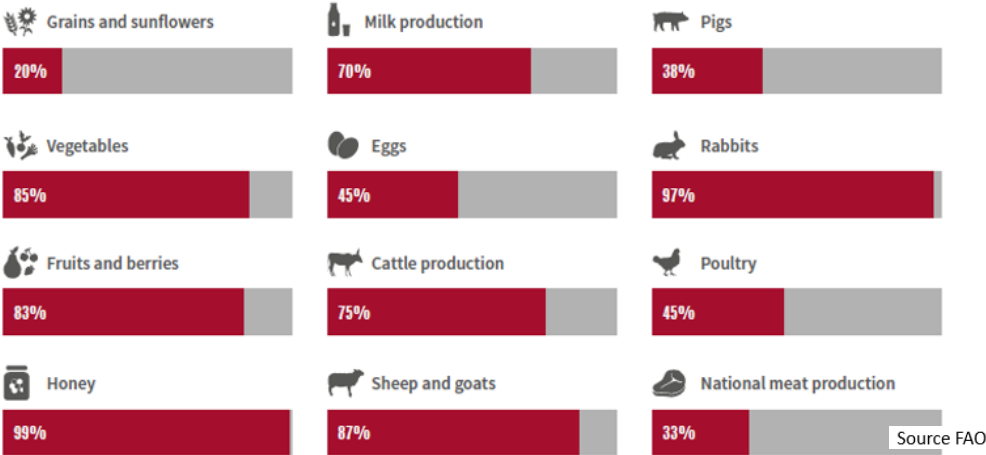 Grains and sunflowers
20%
Milk production
70%
Pigs
38%
Vegetables
85%
Eggs
45%
Rabbits
97%
Fruits and berries
83%
Cattle production
75%
Poultry
45%
Honey
99%
Sheep and goats
87%
National meat production
33%
Source FAO